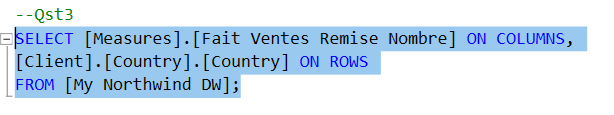 --Qst3
SELECT [Measures].[Fait Ventes Remise Nombre] ON COLUMNS,
[Client].[Country].[Country] ON ROWS
FROM [My Northwind DW];